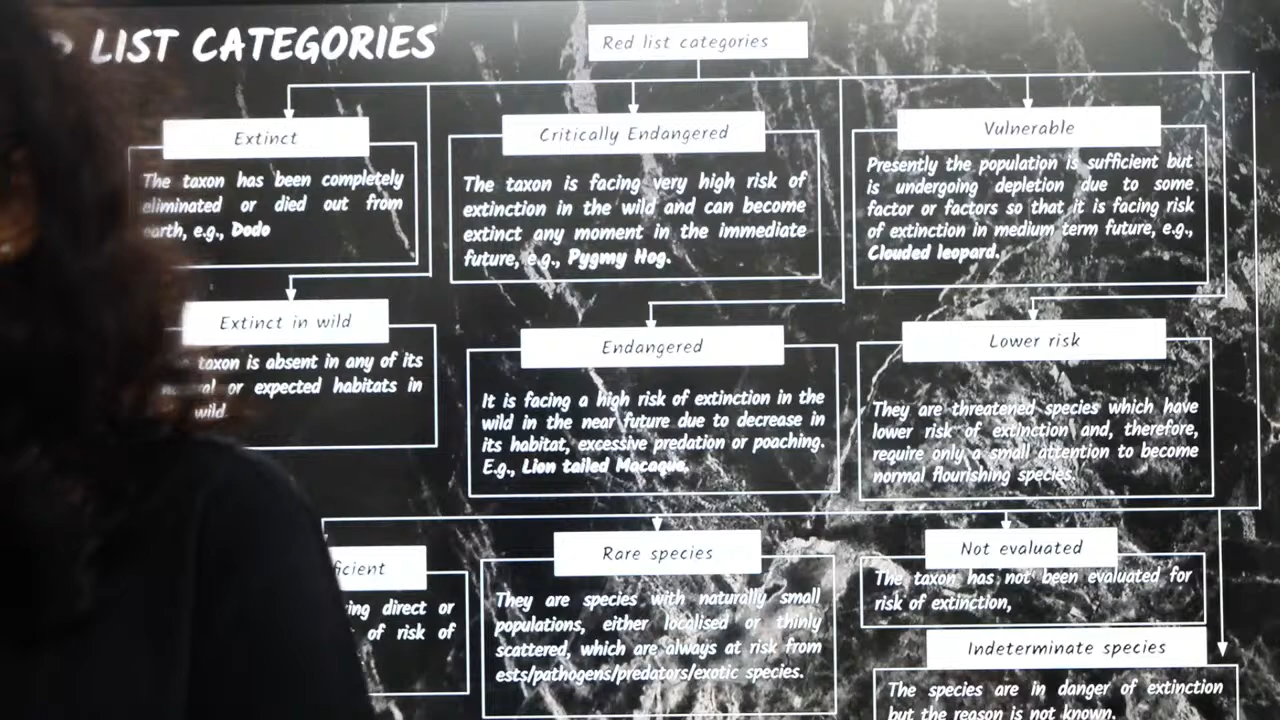 LIST CATEGORIES
Red list categories
Extinct
The taxon has been completely
eliminated or died out from
earth, e.g., Dodo
Critically Endangered
The taxon is facing very high risk of
extinction in the wild and can become
extinct any moment in the immediate
future, e.g., Pygmy Hog.
Vulnerable
Presently the population is sufficient but
is undergoing depletion due to some
factor or factors so that it is facing risk
of extinction in medium term future, e.g.,
Clouded leopard.
Extinct in wild
taxon is absent in any of its
or expected habitats in
wild.
Endangered
It is facing a high risk of extinction in the
wild in the near future due to decrease in
its habitat, excessive predation or poaching.
E.g., Lion tailed Macaque.
Lower risk
They are threatened species which have
lower risk of extinction and, therefore,
require only a small attention to become
normal flourishing species.
direct or
of risk of
Rare species
They are species with naturally small
populations, either localised or thinly
scattered, which are always at risk from
ests/pathogens/predators/exotic species.
Not evaluated
The taxon has not been evaluated for
risk of extinction,
Indeterminate species
The species are in danger of extinction
but the reason is not known.